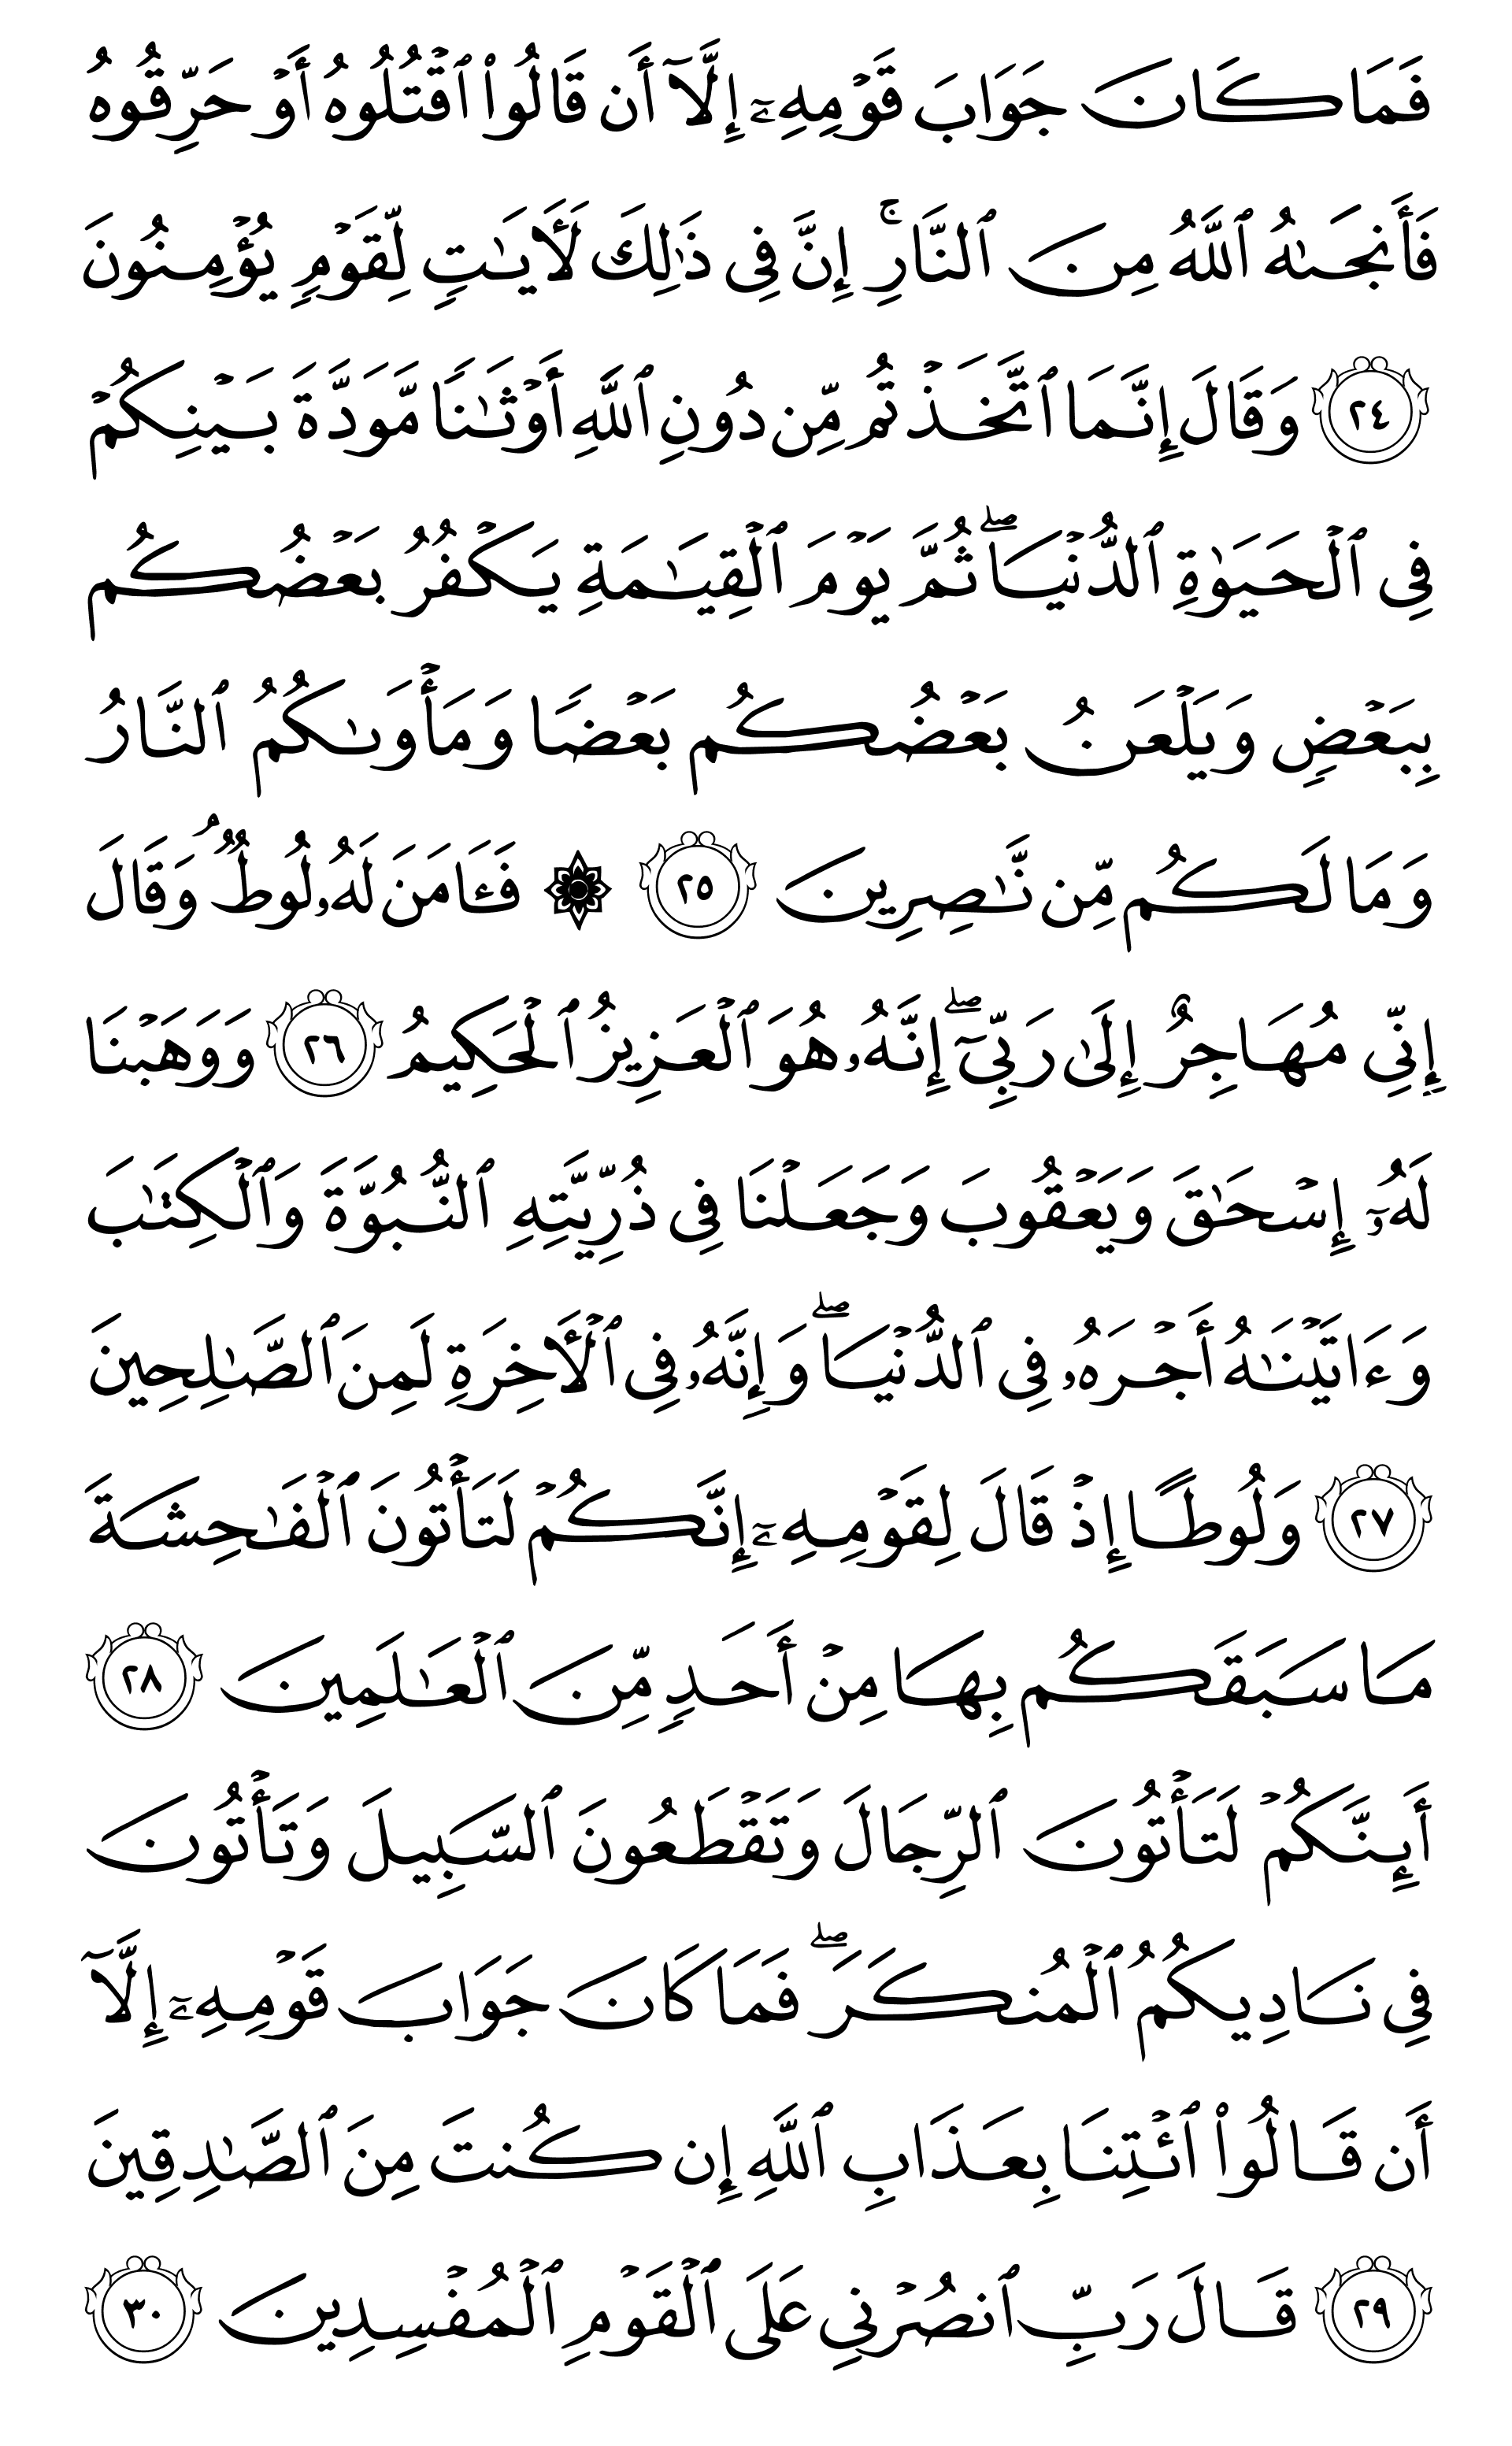 فَمَا كَانَ جَوَابَ قَوۡمِهِۦٓ إِلَّآ أَن قَالُواْ ٱقۡتُلُوهُ أَوۡ حَرِّقُوهُ
فَأَنجَىٰهُ ٱللَّهُ مِنَ ٱلنَّارِۚ إِنَّ فِي ذَٰلِكَ لَأٓيَٰتٖ لِّقَوۡمٖ يُؤۡمِنُونَ
٢٤ وَقَالَ إِنَّمَا ٱتَّخَذۡتُم مِّن دُونِ ٱللَّهِ أَوۡثَٰنٗا مَّوَدَّةَ بَيۡنِكُمۡ
فِي ٱلۡحَيَوٰةِ ٱلدُّنۡيَاۖ ثُمَّ يَوۡمَ ٱلۡقِيَٰمَةِ يَكۡفُرُ بَعۡضُكُم
بِبَعۡضٖ وَيَلۡعَنُ بَعۡضُكُم بَعۡضٗا وَمَأۡوَىٰكُمُ ٱلنَّارُ
وَمَا لَكُم مِّن نَّٰصِرِينَ ٢٥ ۞ فَـَٔامَنَ لَهُۥ لُوطٞۘ وَقَالَ
إِنِّي مُهَاجِرٌ إِلَىٰ رَبِّيٓۖ إِنَّهُۥ هُوَ ٱلۡعَزِيزُ ٱلۡحَكِيمُ ٢٦ وَوَهَبۡنَا
لَهُۥٓ إِسۡحَٰقَ وَيَعۡقُوبَ وَجَعَلۡنَا فِي ذُرِّيَّتِهِ ٱلنُّبُوَّةَ وَٱلۡكِتَٰبَ
وَءَاتَيۡنَٰهُ أَجۡرَهُۥ فِي ٱلدُّنۡيَاۖ وَإِنَّهُۥ فِي ٱلۡأٓخِرَةِ لَمِنَ ٱلصَّٰلِحِينَ
٢٧ وَلُوطًا إِذۡ قَالَ لِقَوۡمِهِۦٓ إِنَّكُمۡ لَتَأۡتُونَ ٱلۡفَٰحِشَةَ
مَا سَبَقَكُم بِهَا مِنۡ أَحَدٖ مِّنَ ٱلۡعَٰلَمِينَ ٢٨
أَئِنَّكُمۡ لَتَأۡتُونَ ٱلرِّجَالَ وَتَقۡطَعُونَ ٱلسَّبِيلَ وَتَأۡتُونَ
فِي نَادِيكُمُ ٱلۡمُنكَرَۖ فَمَا كَانَ جَوَابَ قَوۡمِهِۦٓ إِلَّآ
أَن قَالُواْ ٱئۡتِنَا بِعَذَابِ ٱللَّهِ إِن كُنتَ مِنَ ٱلصَّٰدِقِينَ
٢٩ قَالَ رَبِّ ٱنصُرۡنِي عَلَى ٱلۡقَوۡمِ ٱلۡمُفۡسِدِينَ ٣٠